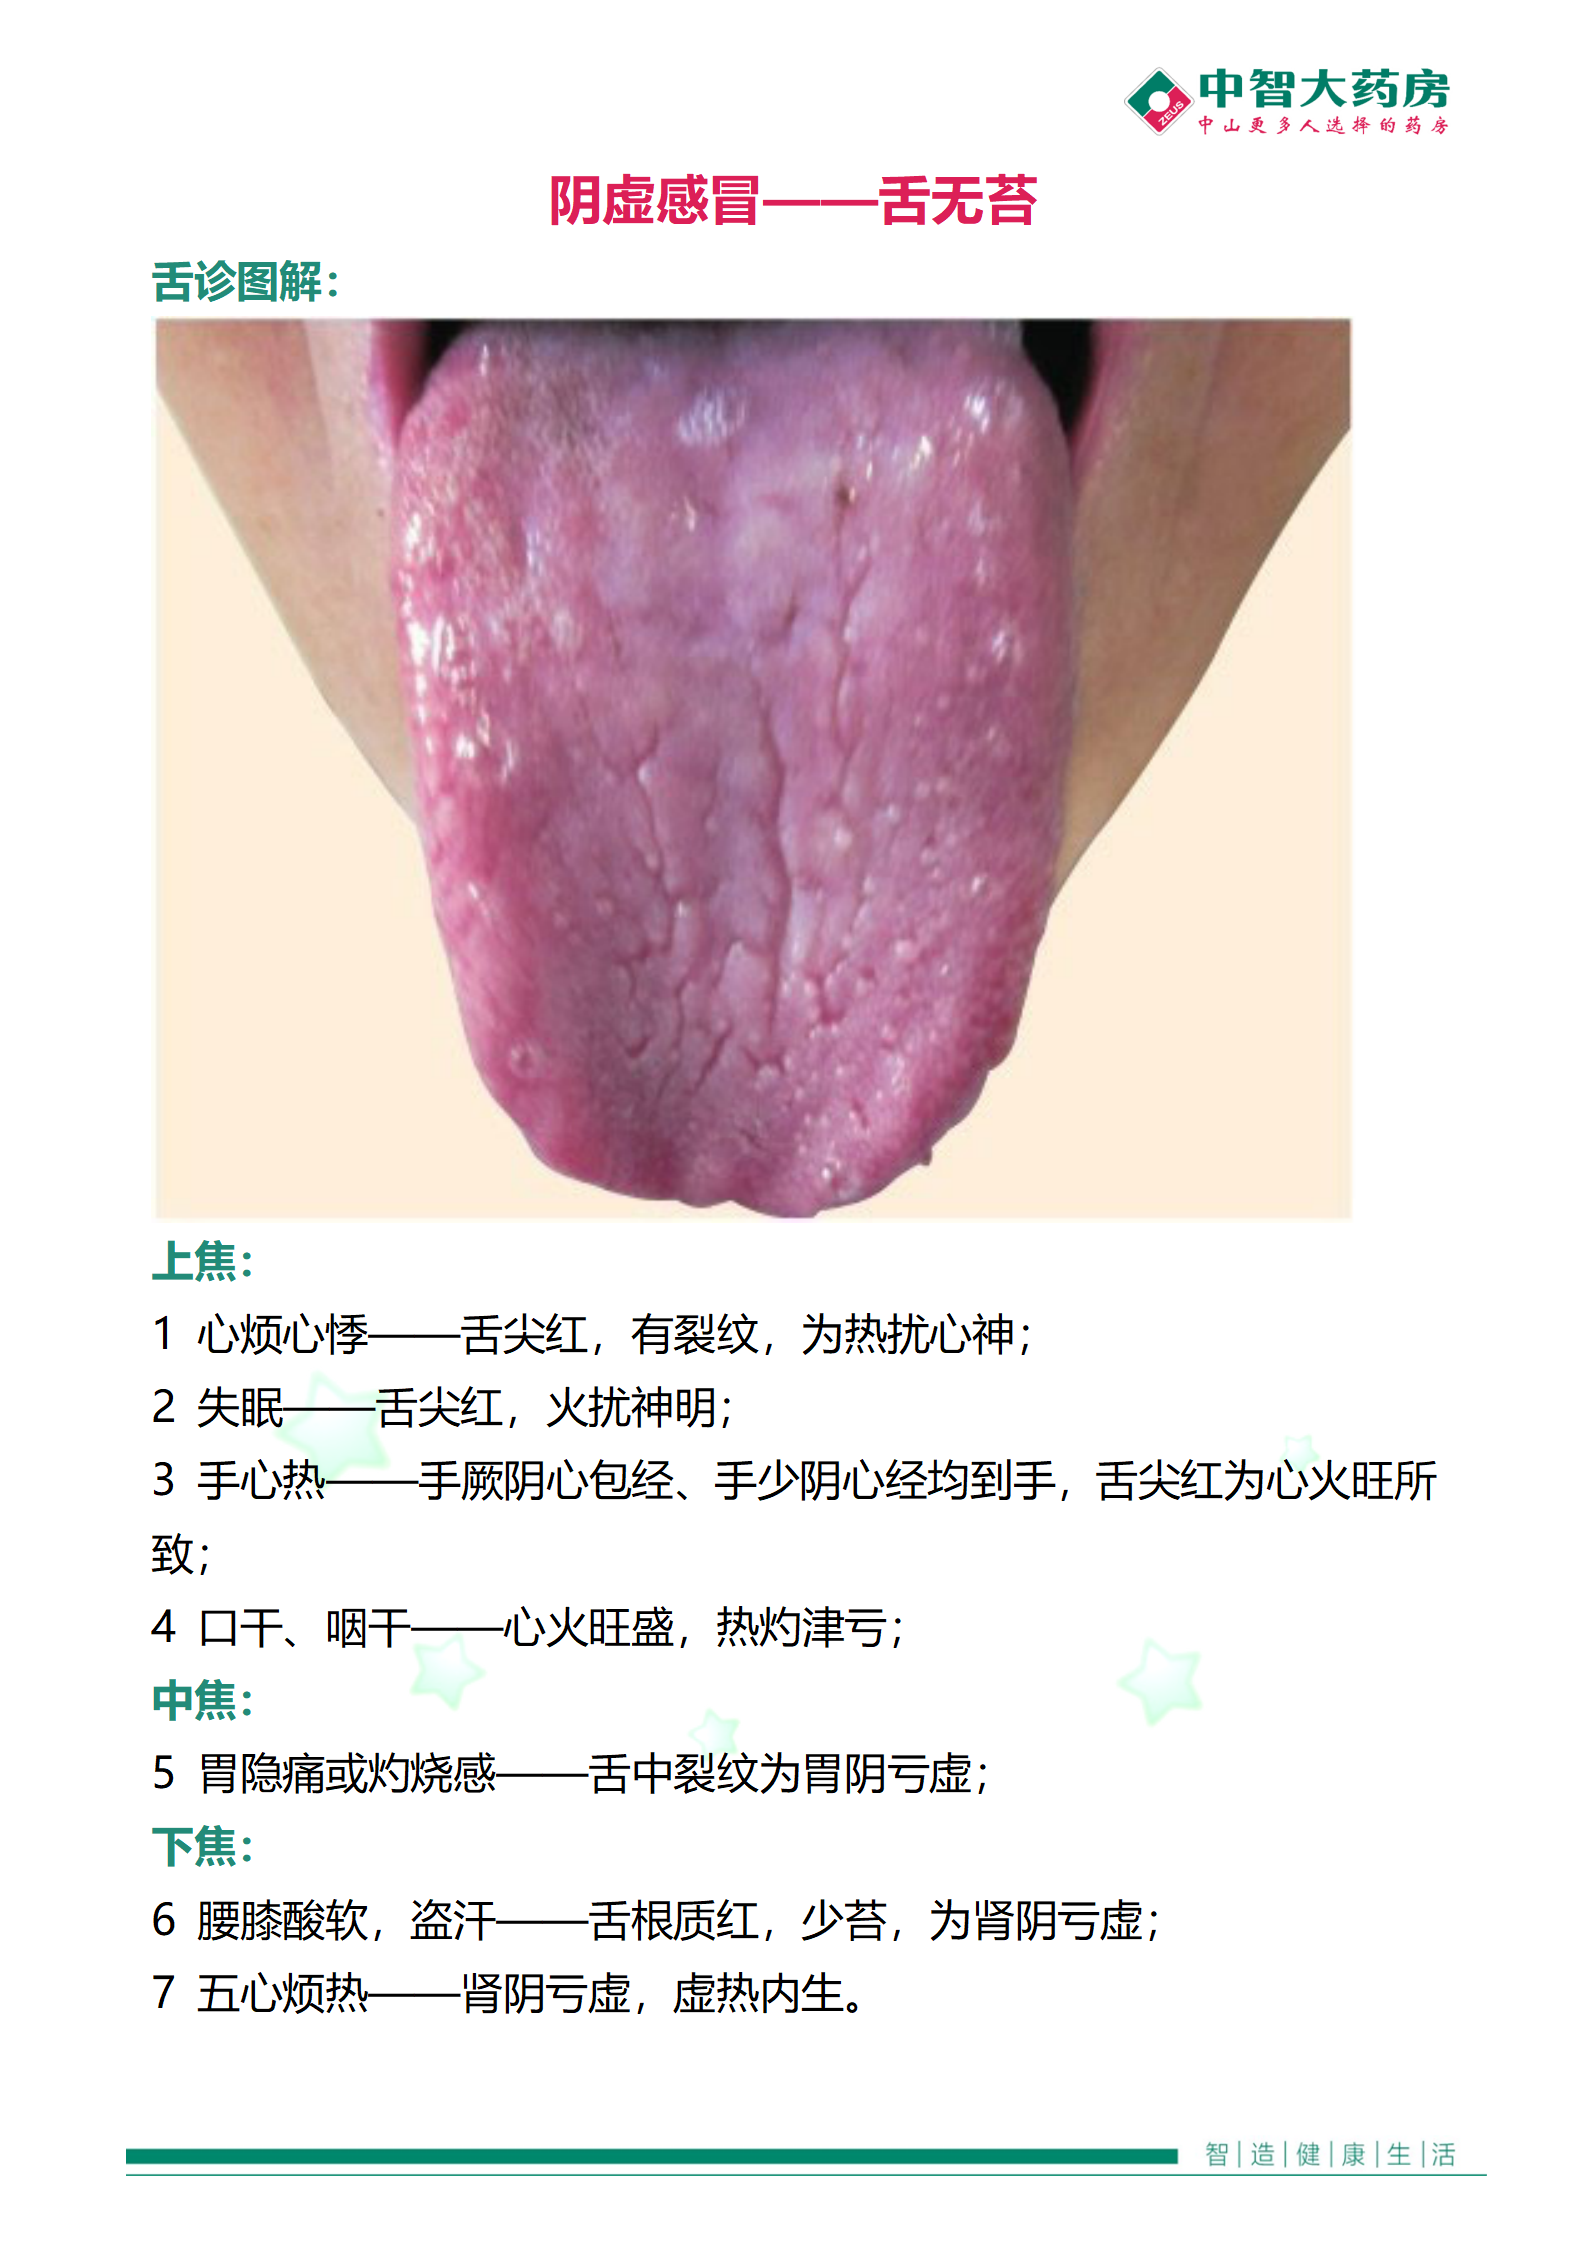 中智大药房
ZEUS
中山更多人选择的药房
阴虚感冒——舌无苔
舌诊图解：
上焦：
1 心烦心悸——舌尖红，有裂纹，为热扰心神；
2 失眠——舌尖红，火扰神明；
3 手心热——手厥阴心包经、手少阴心经均到手，舌尖红为心火旺所
致；
4 口干、咽干——心火旺盛，热灼津亏；
中焦：
5 胃隐痛或灼烧感——舌中裂纹为胃阴亏虚；
下焦：
6 腰膝酸软，盗汗——舌根质红，少苔，为肾阴亏虚；
7 五心烦热——肾阴亏虚，虚热内生。
智|造|健|康|生|活